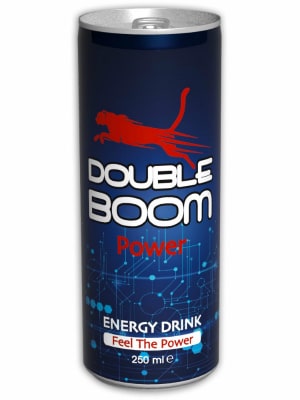 DOUBLE
BOOM
Power
ENERGY DRINK
Feel The Power
250 ml ℮